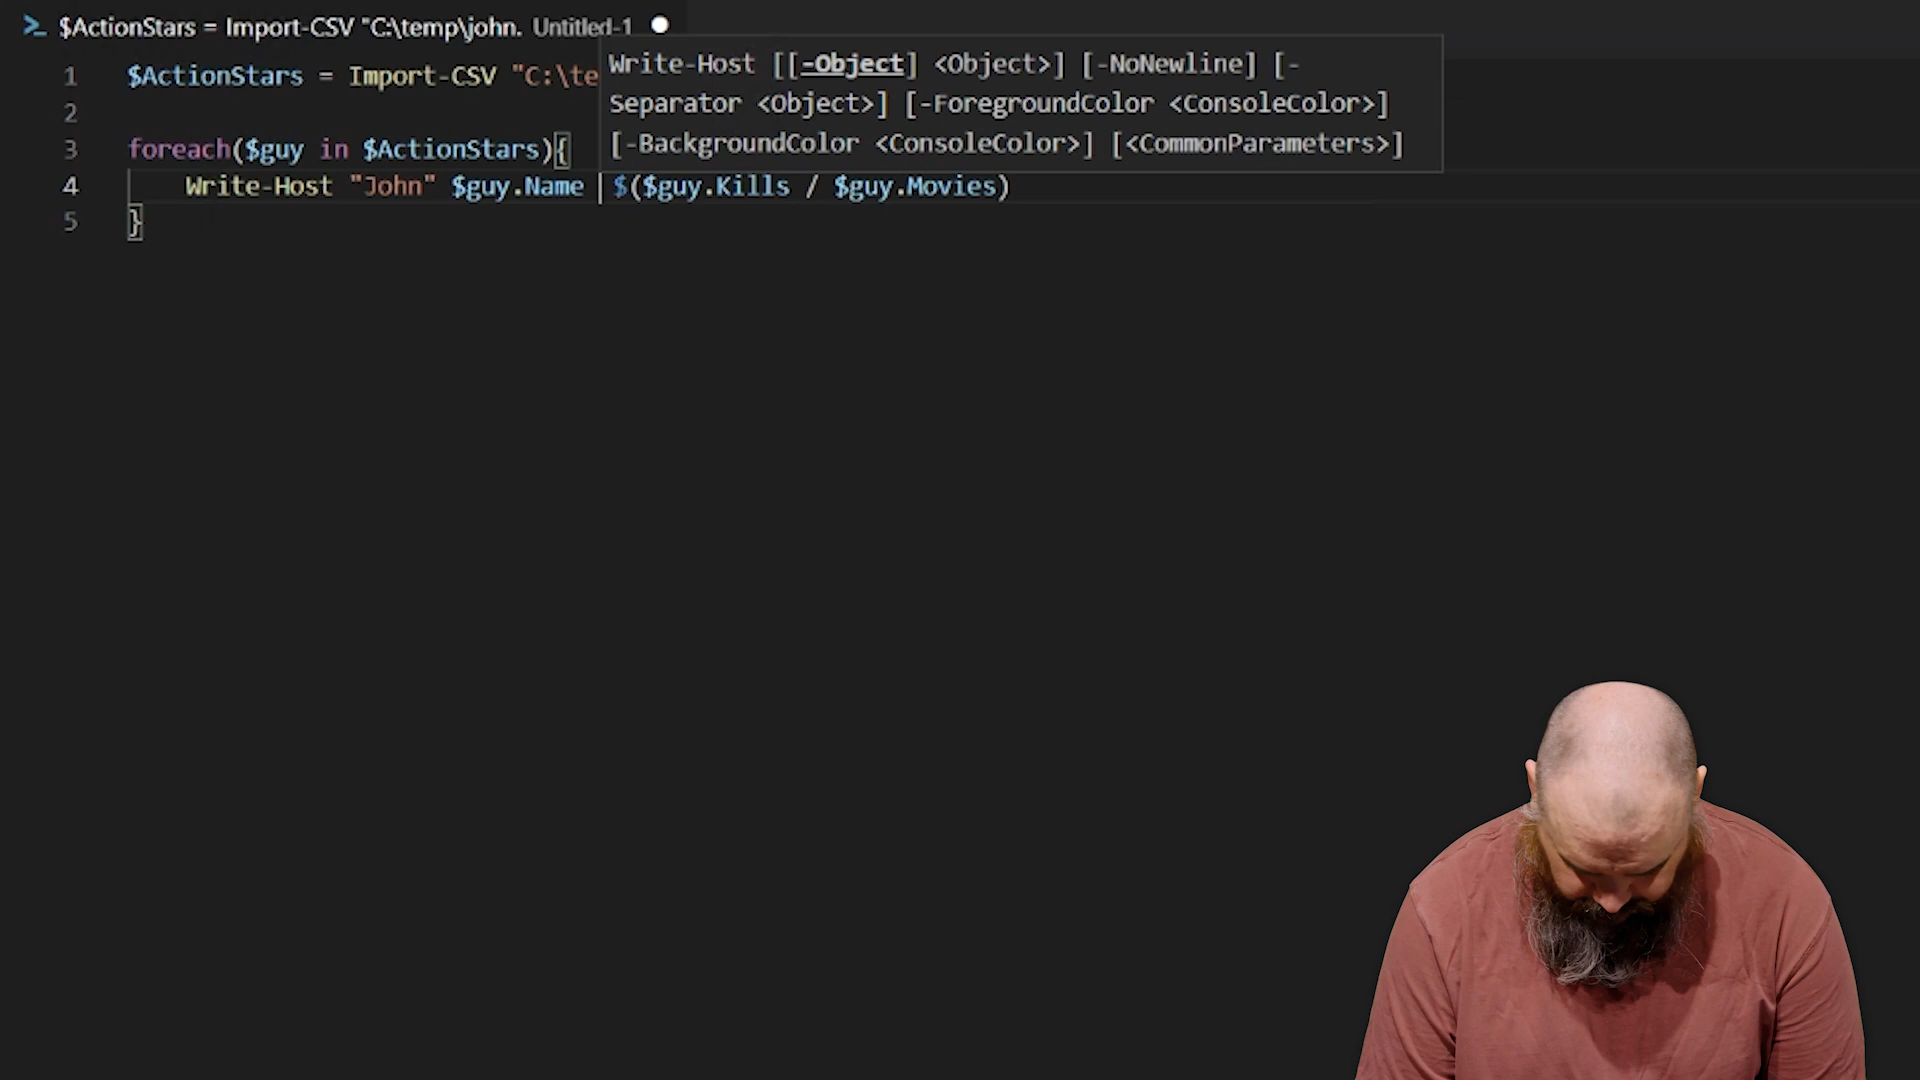 $ActionStars = Import-CSV "C:\temp\john. Untitled-1
1 $ActionStars = Import-CSV "C:\te
Write-Host [[-Object] <Object>] [-NoNewline] [-
Separator <Object>] [-ForegroundColor <ConsoleColor>]
[-BackgroundColor <ConsoleColor>] [<CommonParameters>]
2
3 foreach($guy in $ActionStars){
4 Write-Host "John" $guy.Name $($guy.Kills / $guy.Movies)
5 }